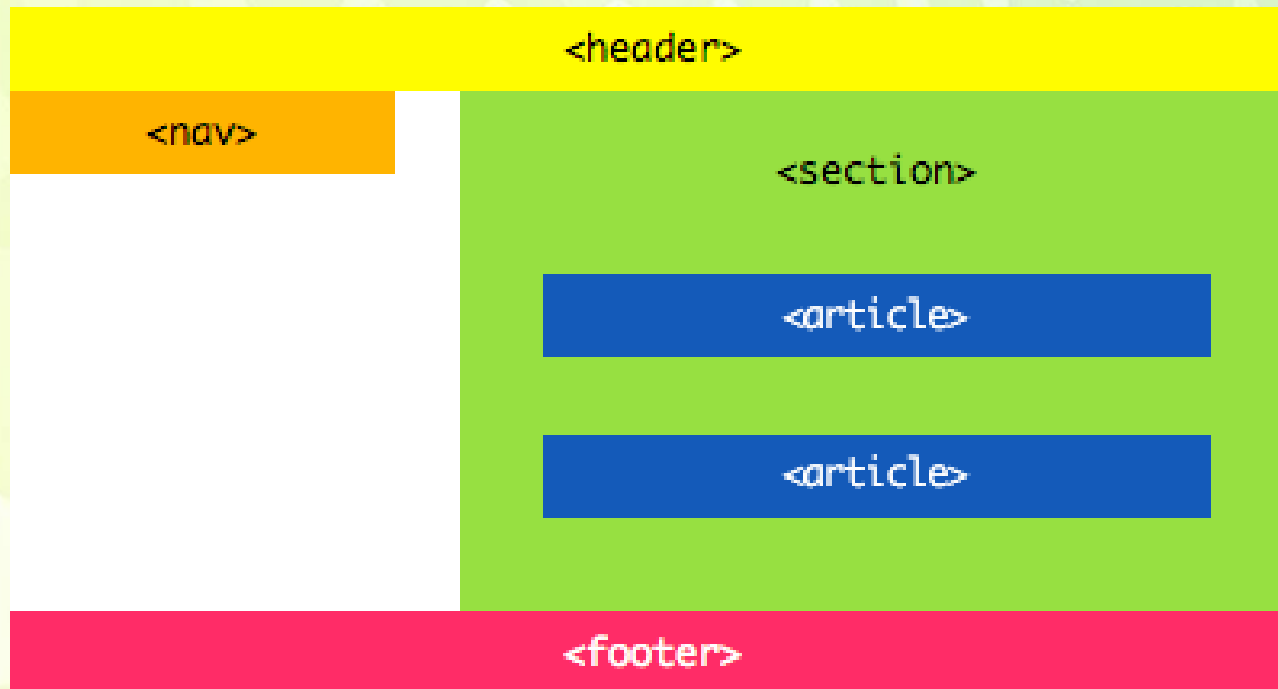 <header>
<nav>
<section>
<article>
<article>
<footer>